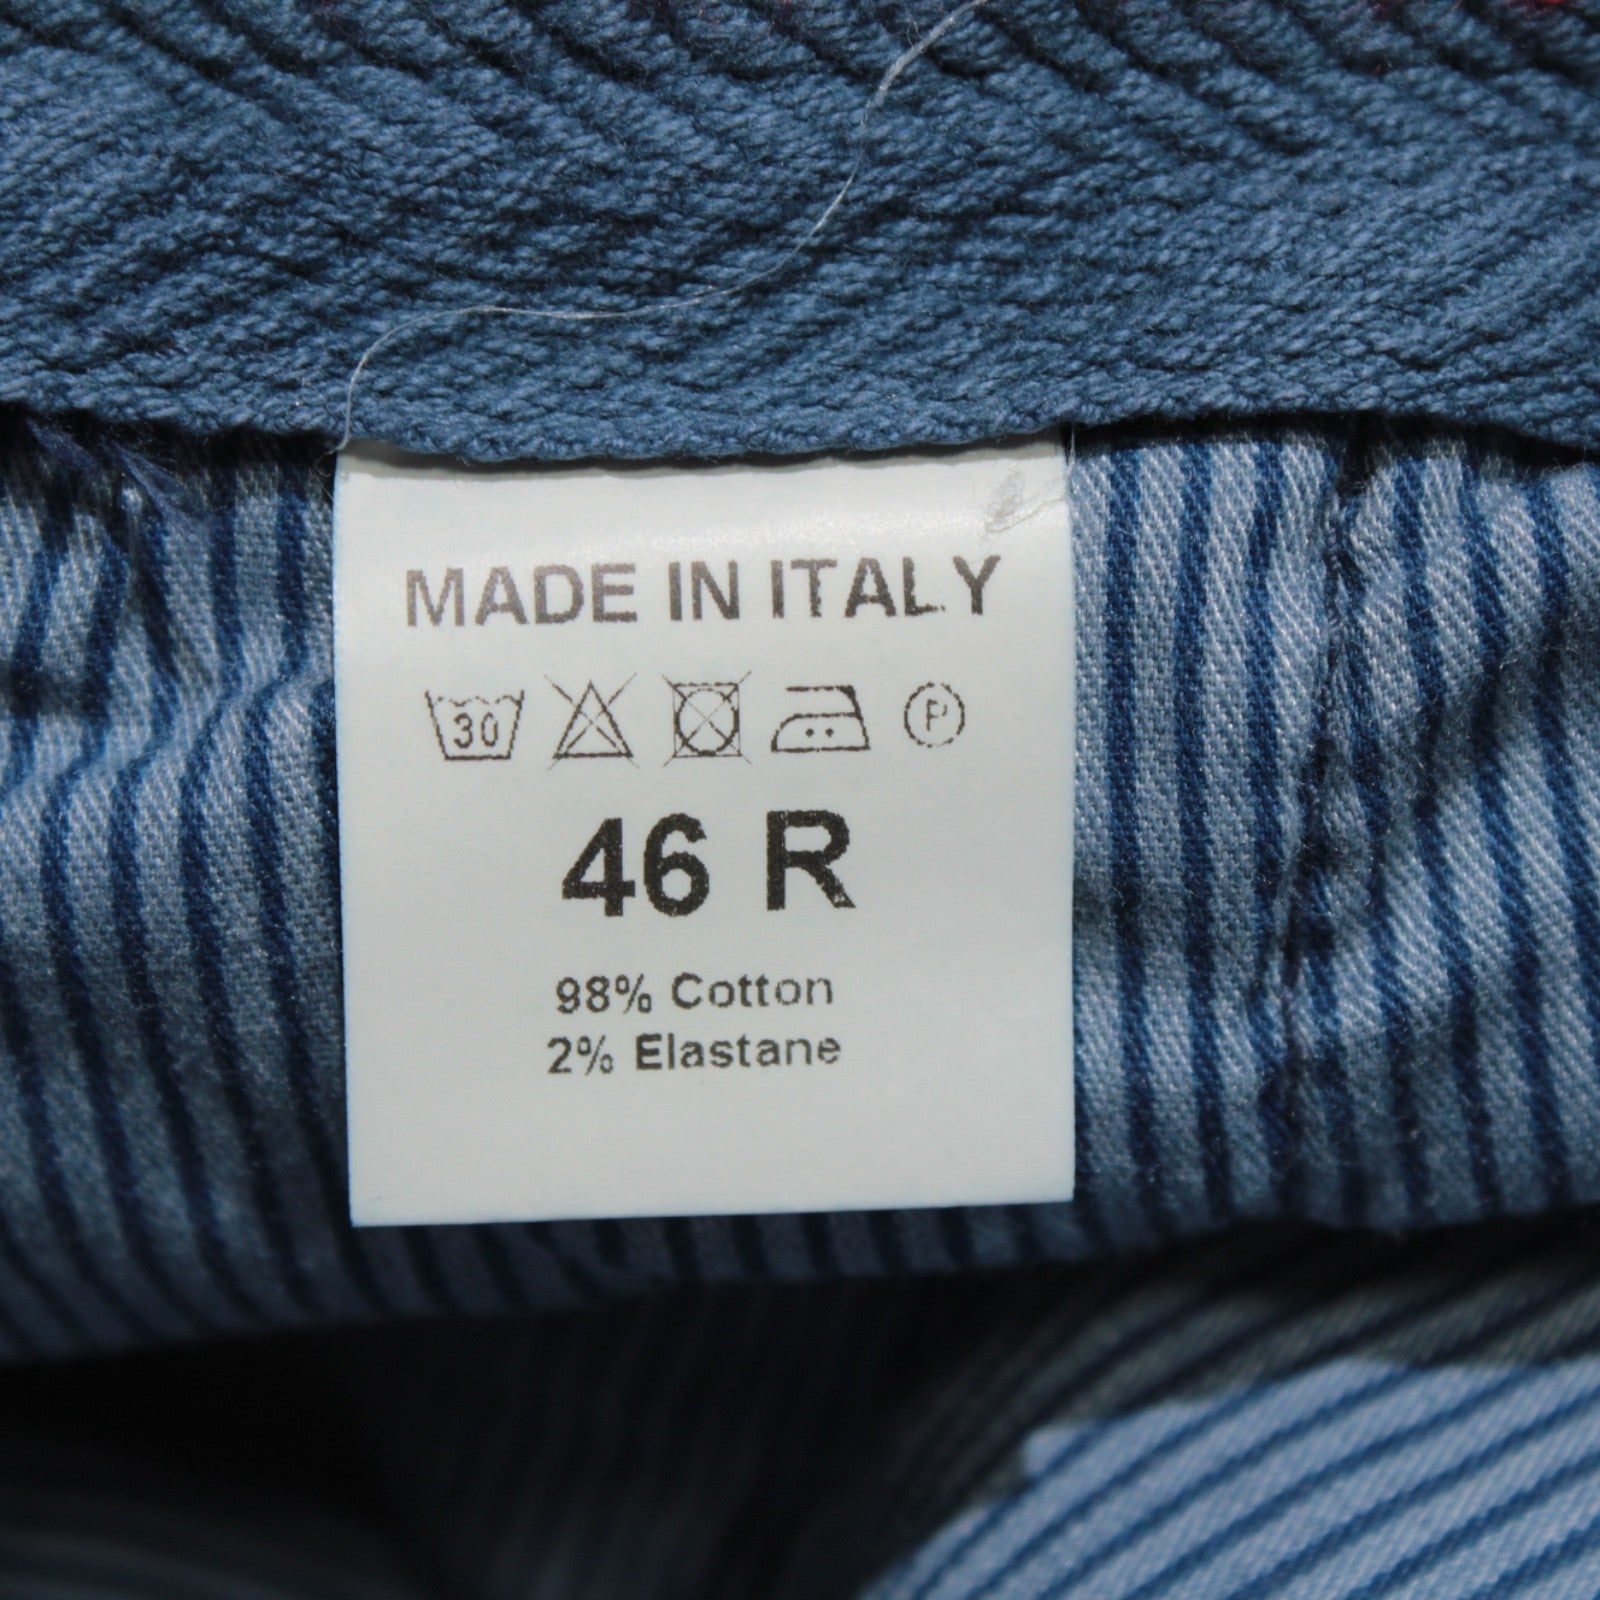 MADE IN ITALY
30 P
46 R
98% Cotton
2% Elastane